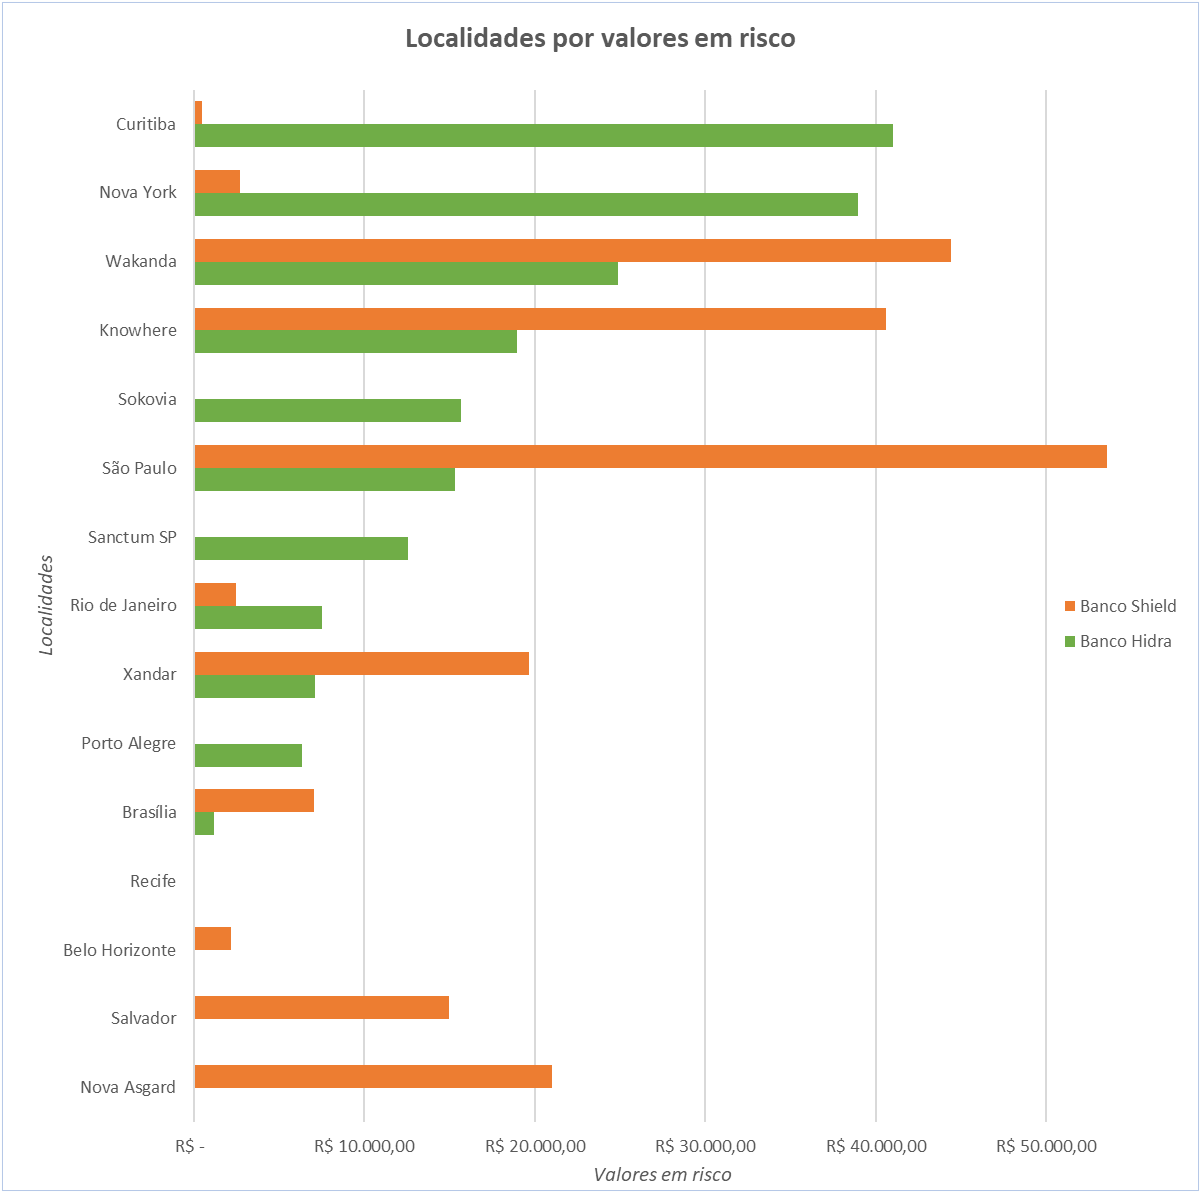 Localidades por valores em risco
Curitiba
Nova York
Wakanda
Knowhere
Sokovia
São Paulo
Sanctum SP
Rio de Janeiro
Xandar
Porto Alegre
Brasília
Recife
Belo Horizonte
Salvador
Nova Asgard
Localidades
Banco Shield
Banco Hidra
R$ -
R$ 10.000,00
R$ 20.000,00
R$ 30.000,00
R$ 40.000,00
R$ 50.000,00
Valores em risco